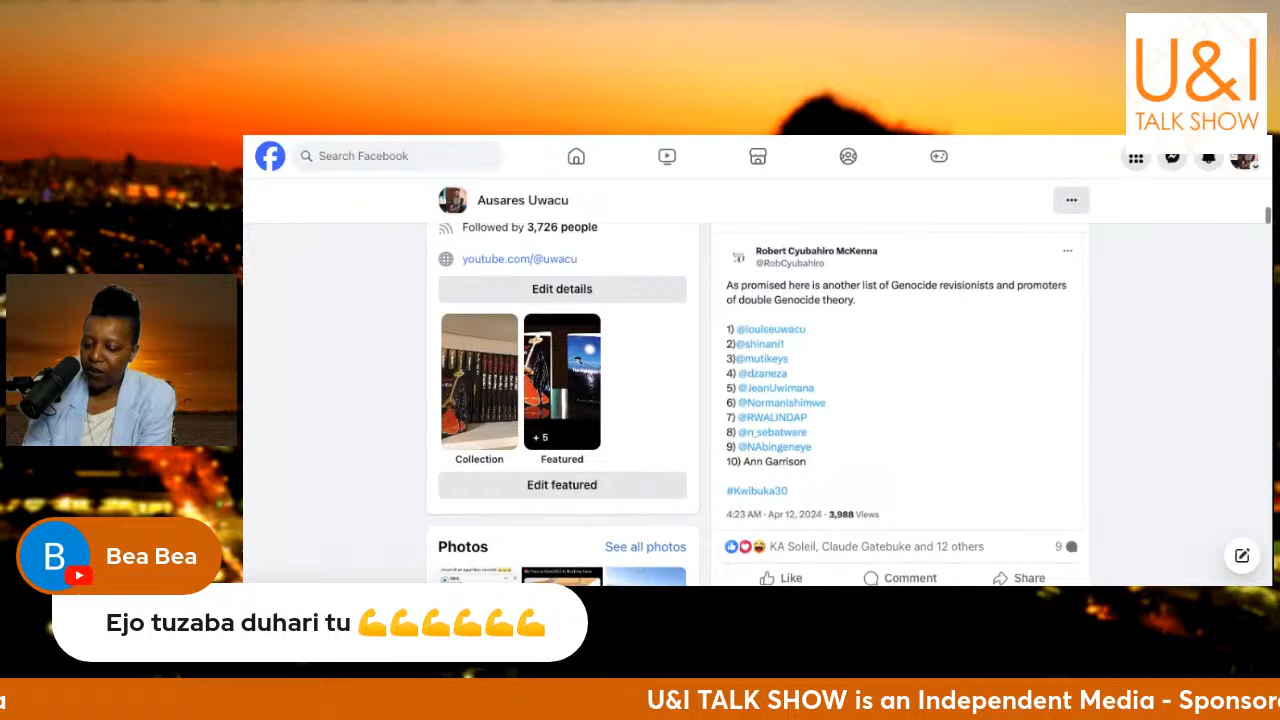 U&I
TALK SHOW
Search Facebook
Ausares Uwacu
Followed by 3,726 people
youtube.com/@uwacu
Edit details
+ 5
Collection
Featured
Edit featured
Photos
See all photos
Robert Cyubahiro McKenna
@RobCyubahiro
As promised here is another list of Genocide revisionists and promoters
of double Genocide theory.
1) @louiseuwacu
2)@shinani1
3)@mutikeys
4) @dzaneza
5) @JeanUwimana
6) @NormanIshimwe
7) @RWALINDAP
8) @n_sebatware
9) @NAbingeneye
10) Ann Garrison
#Kwibuka30
4:23 AM · Apr 12, 2024 · 3,988 Views
KA Soleil, Claude Gatebuke and 12 others
9
Like
Comment
Share
B
Bea Bea
Ejo tuzaba duhari tu 💪💪💪💪💪💪
a
U&I TALK SHOW is an Independent Media - Sponsore